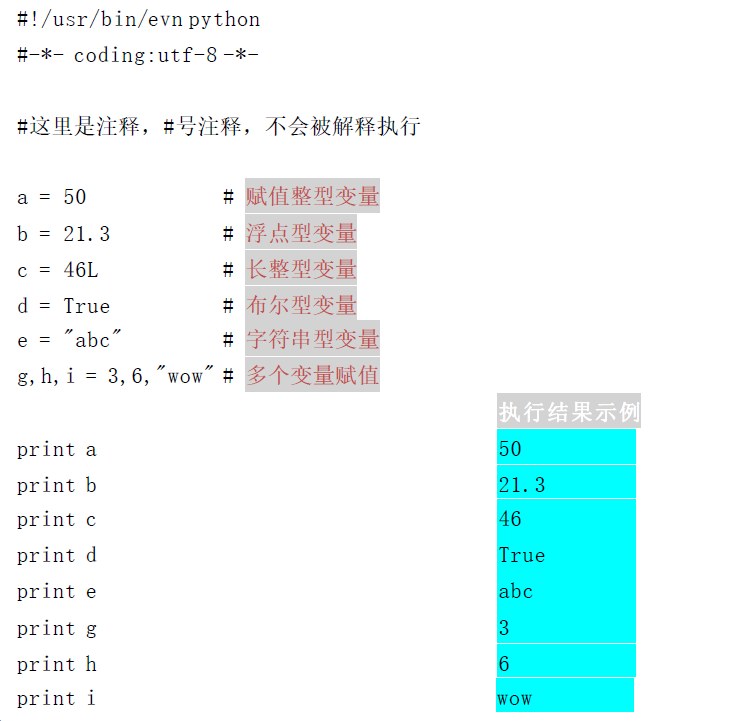 #!/usr/bin/evn python
#-*- coding:utf-8 -*-
#这里是注释，#号注释，不会被解释执行
a = 50 # 赋值整型变量
b = 21.3 # 浮点型变量
c = 46L # 长整型变量
d = True # 布尔型变量
e = "abc" # 字符串型变量
g,h,i = 3,6,"wow" # 多个变量赋值
执行结果示例
print a 50
print b 21.3
print c 46
print d True
print e abc
print g 3
print h 6
print i wow